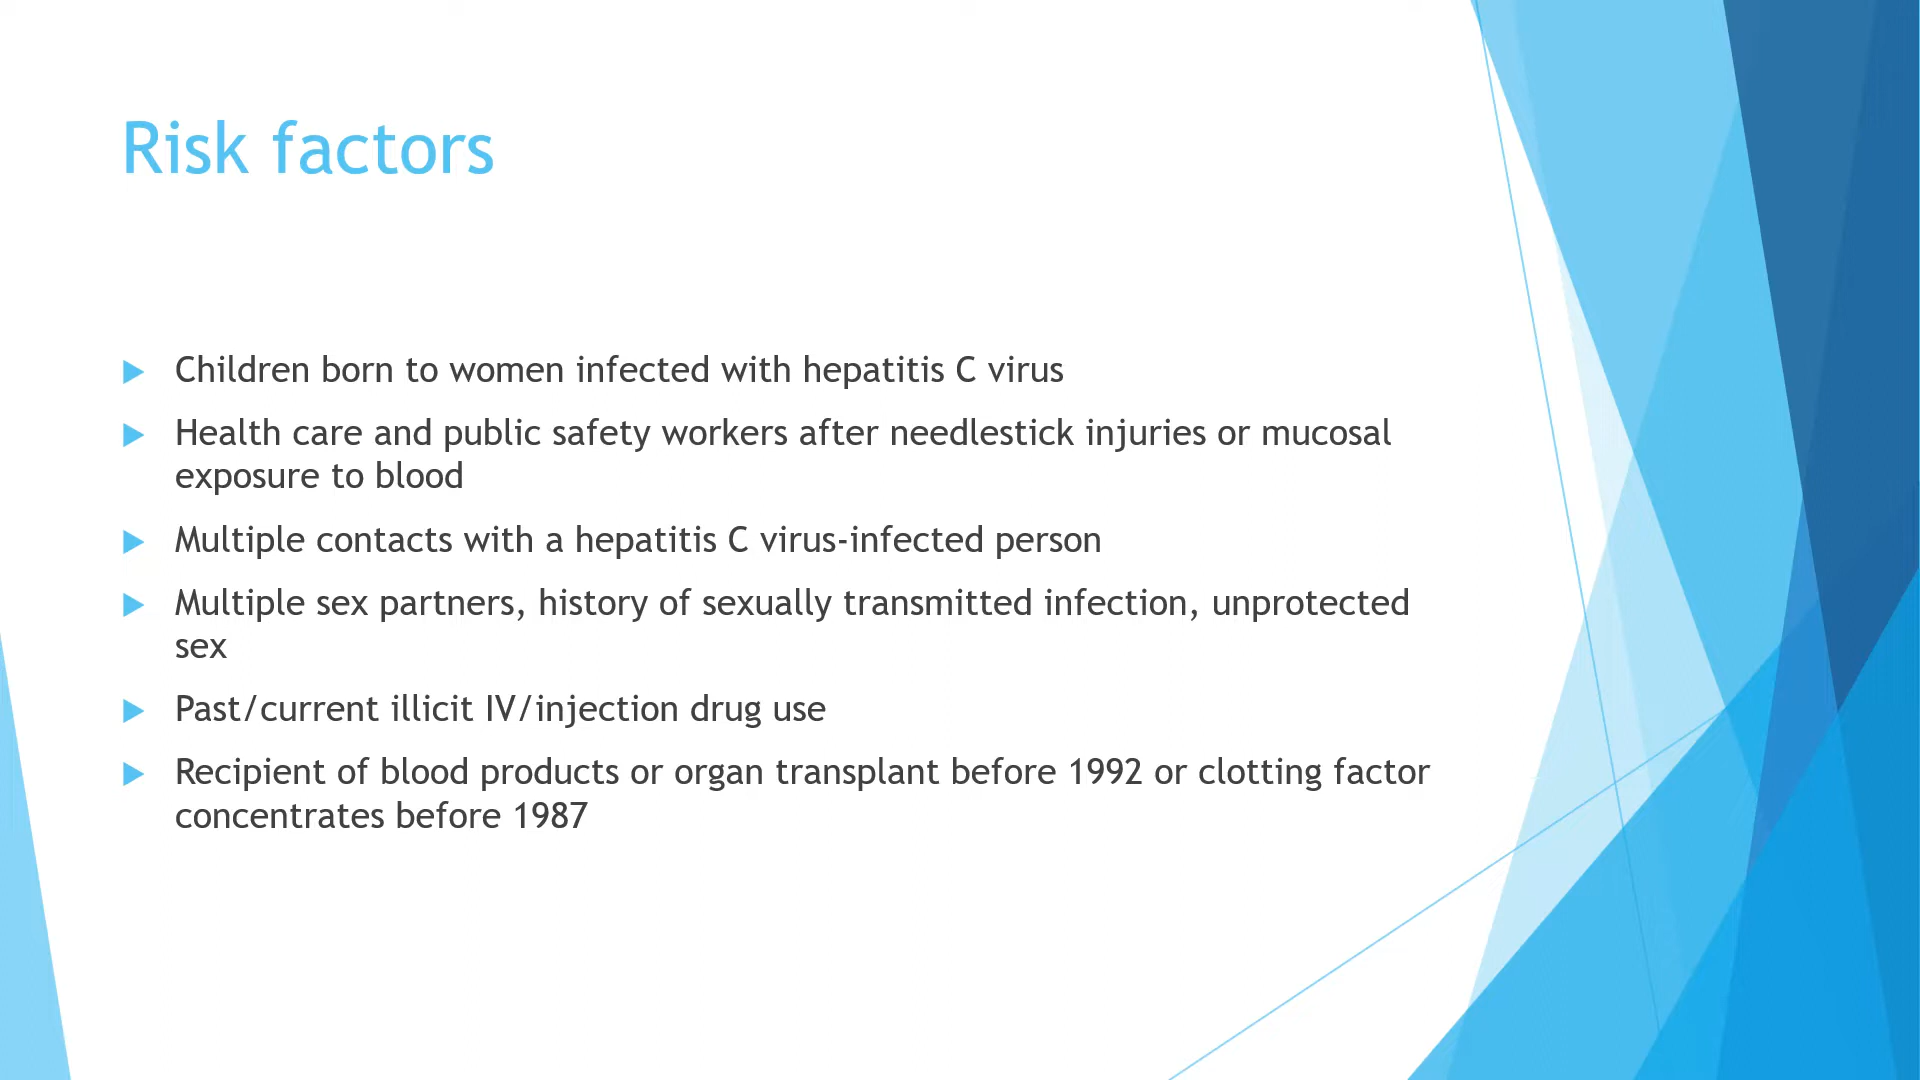 Risk factors
Children born to women infected with hepatitis C virus
Health care and public safety workers after needlestick injuries or mucosal
exposure to blood
Multiple contacts with a hepatitis C virus-infected person
Multiple sex partners, history of sexually transmitted infection, unprotected
sex
Past/current illicit IV/injection drug use
Recipient of blood products or organ transplant before 1992 or clotting factor
concentrates before 1987